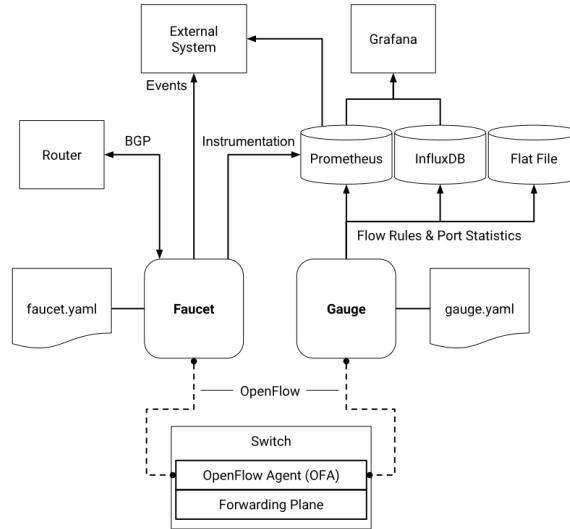 External
System
Grafana
Events
BGP
Instrumentation
Router
Prometheus
InfluxDB
Flat File
Flow Rules & Port Statistics
faucet.yaml
Faucet
Gauge
gauge.yaml
OpenFlow
Switch
OpenFlow Agent (OFA)
Forwarding Plane